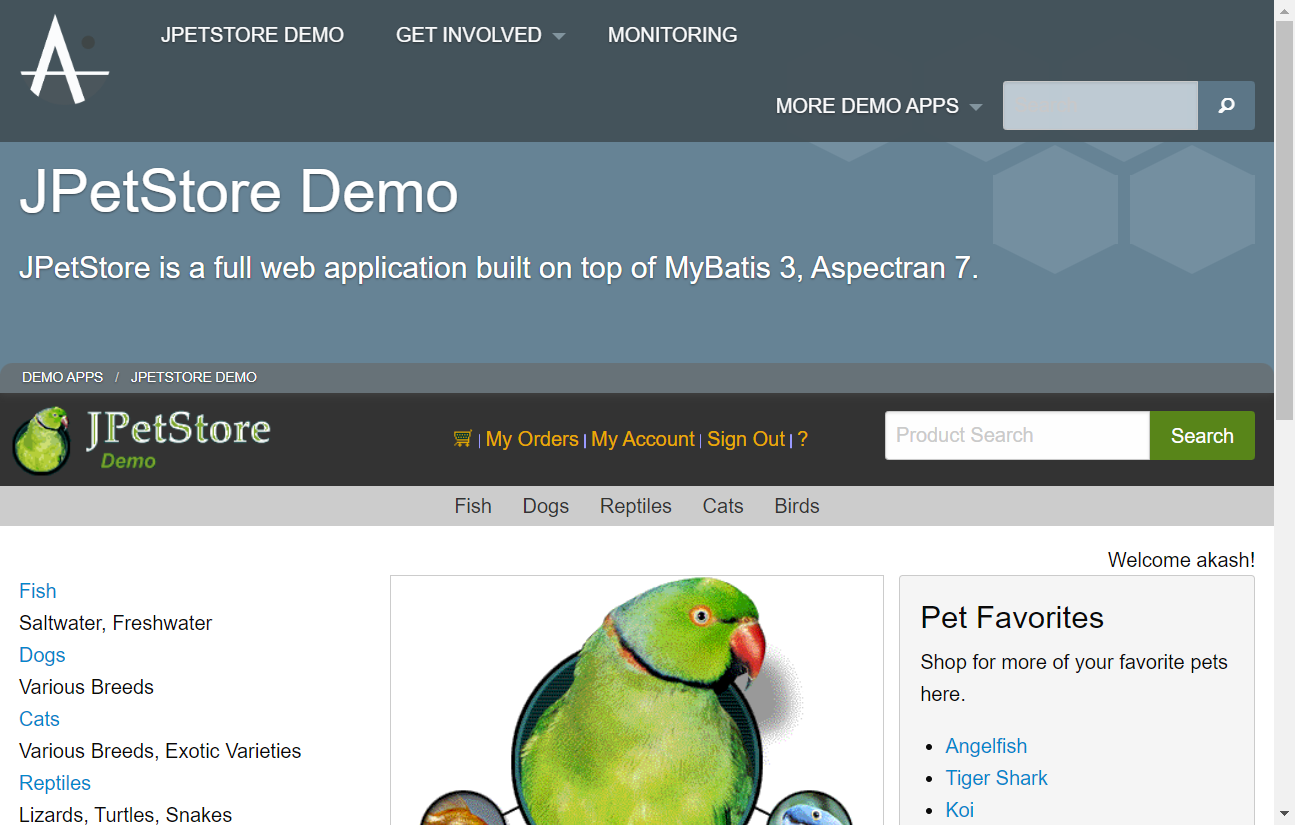 JPETSTORE DEMO GET INVOLVED MONITORING
MORE DEMO APPS
JPetStore Demo
JPetStore is a full web application built on top of MyBatis 3, Aspectran 7.
DEMO APPS / JPETSTORE DEMO
JPetStore
Demo
| My Orders | My Account | Sign Out | ?
Product Search
Search
Fish Dogs Reptiles Cats Birds
Welcome akash!
Fish
Saltwater, Freshwater
Dogs
Various Breeds
Cats
Various Breeds, Exotic Varieties
Reptiles
Lizards, Turtles, Snakes
Pet Favorites
Shop for more of your favorite pets
here.
Angelfish
Tiger Shark
Koi